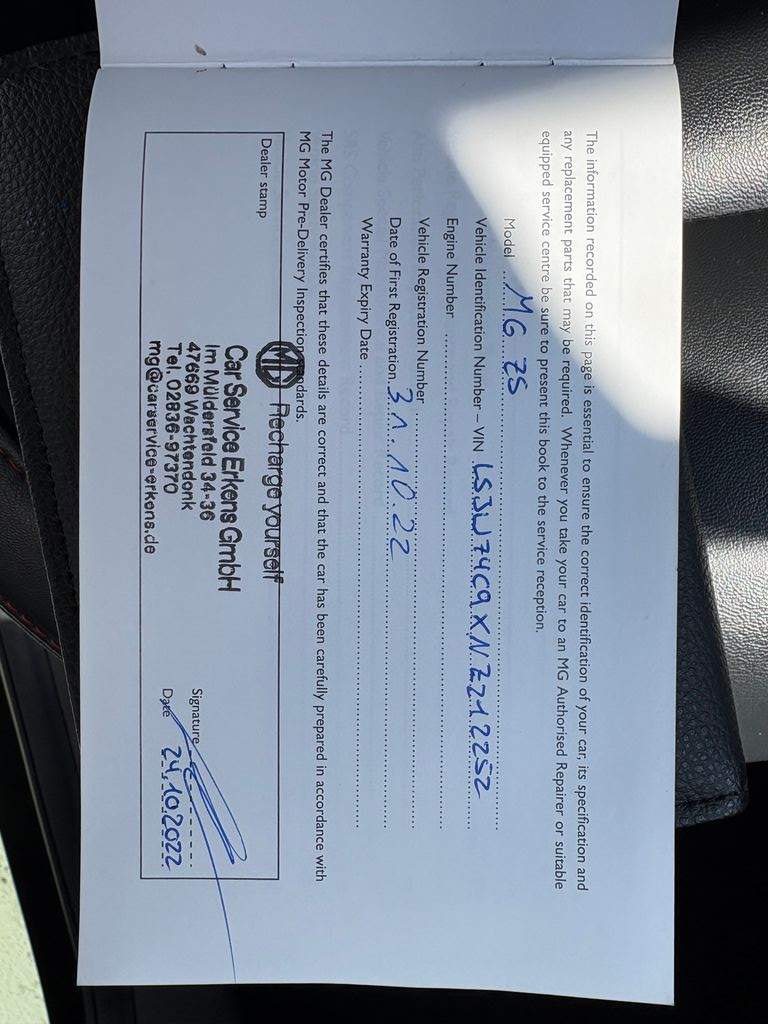 The information recorded on this page is essential to ensure the correct identification of your car, its specification and
any replacement parts that may be required. Whenever you take your car to an MG Authorised Repairer or suitable
equipped service centre be sure to present this book to the service reception.
Model MG ZS
Vehicle Identification Number – VIN LSJW74C9XNZ212252
Engine Number
Vehicle Registration Number
Date of First Registration 31.10.22
Warranty Expiry Date
The MG Dealer certifies that these details are correct and that the car has been carefully prepared in accordance with
MG Motor Pre-Delivery Inspection
Dealer stamp
MG Recharge yourself
Car Service Erkens GmbH
Im Müldersfeld 34-36
47669 Wachtendonk
Tel. 02836-97370
mg@carservice-erkens.de
Signature
Date 24.10.2022